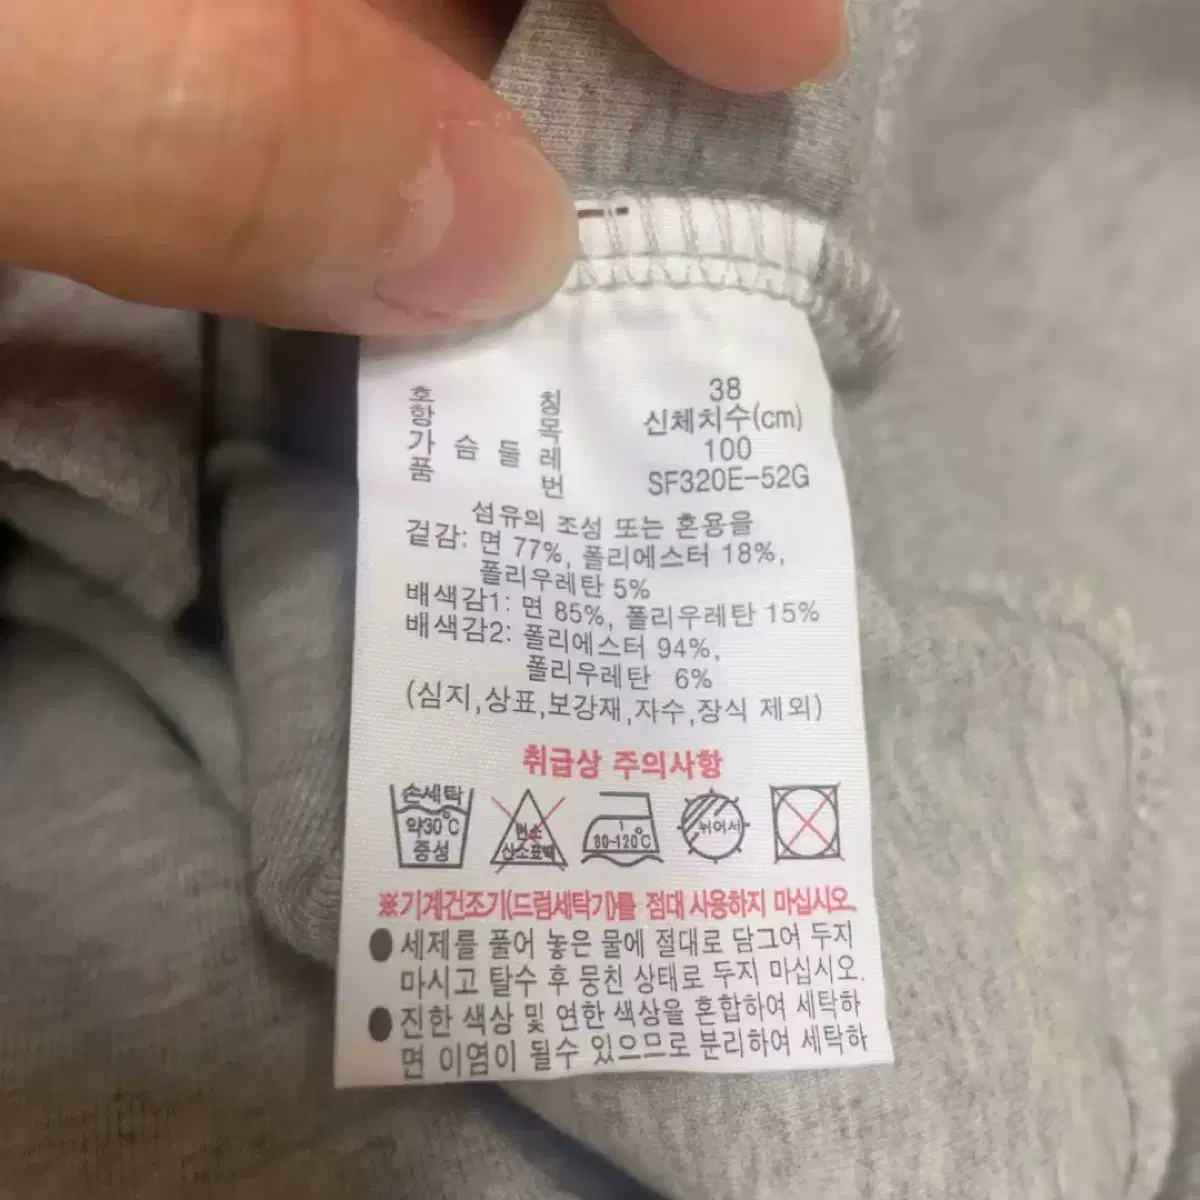 호 칭 38
항 목 신체치수(cm)
가 슴 둘 레 100
품 번 SF320E-52G
섬유의 조성 또는 혼용율
겉감: 면 77%, 폴리에스터 18%,
폴리우레탄 5%
배색감1: 면 85%, 폴리우레탄 15%
배색감2: 폴리에스터 94%,
폴리우레탄 6%
(심지,상표,보강재,자수,장식 제외)
취급상 주의사항
손세탁
약30℃
중성
염소
산소표백
80-120℃
뉘어서
※기계건조기(드럼세탁기)를 절대 사용하지 마십시오.
● 세제를 풀어 놓은 물에 절대로 담그어 두지
마시고 탈수 후 뭉친 상태로 두지 마십시오.
● 진한 색상 및 연한 색상을 혼합하여 세탁하
면 이염이 될수 있으므로 분리하여 세탁하